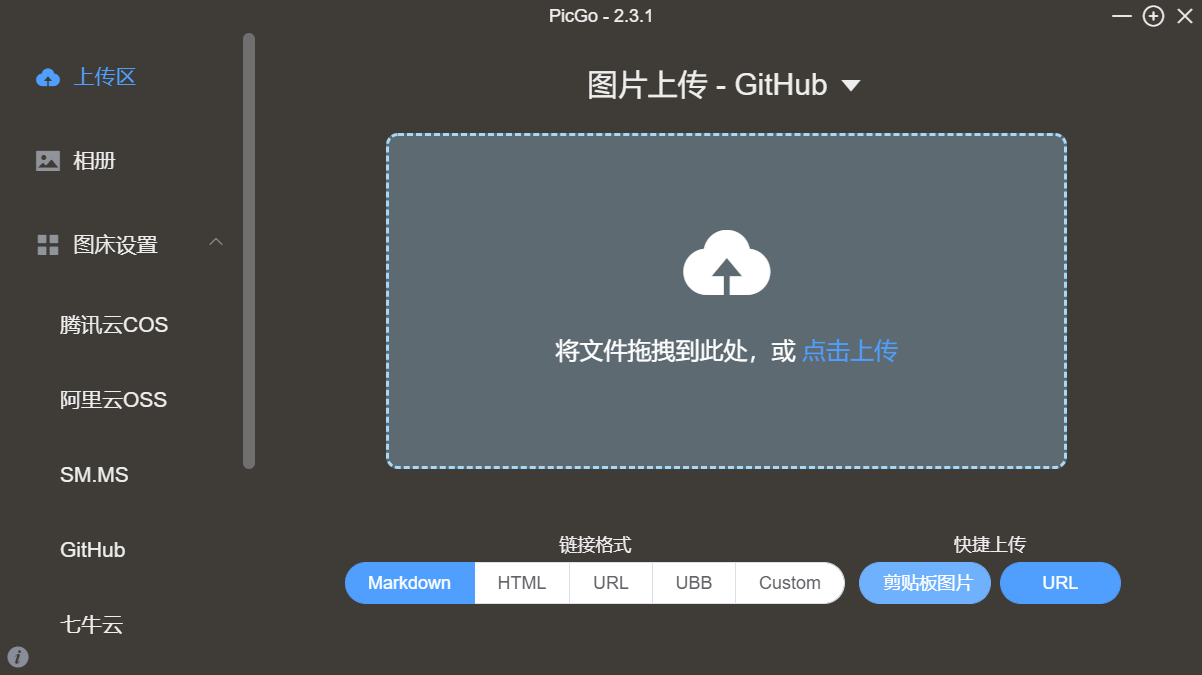 PicGo - 2.3.1
上传区
相册
图床设置
腾讯云COS
阿里云OSS
SM.MS
GitHub
七牛云
图片上传 - GitHub
将文件拖拽到此处，或 点击上传
链接格式
Markdown HTML URL UBB Custom
快捷上传
剪贴板图片 URL